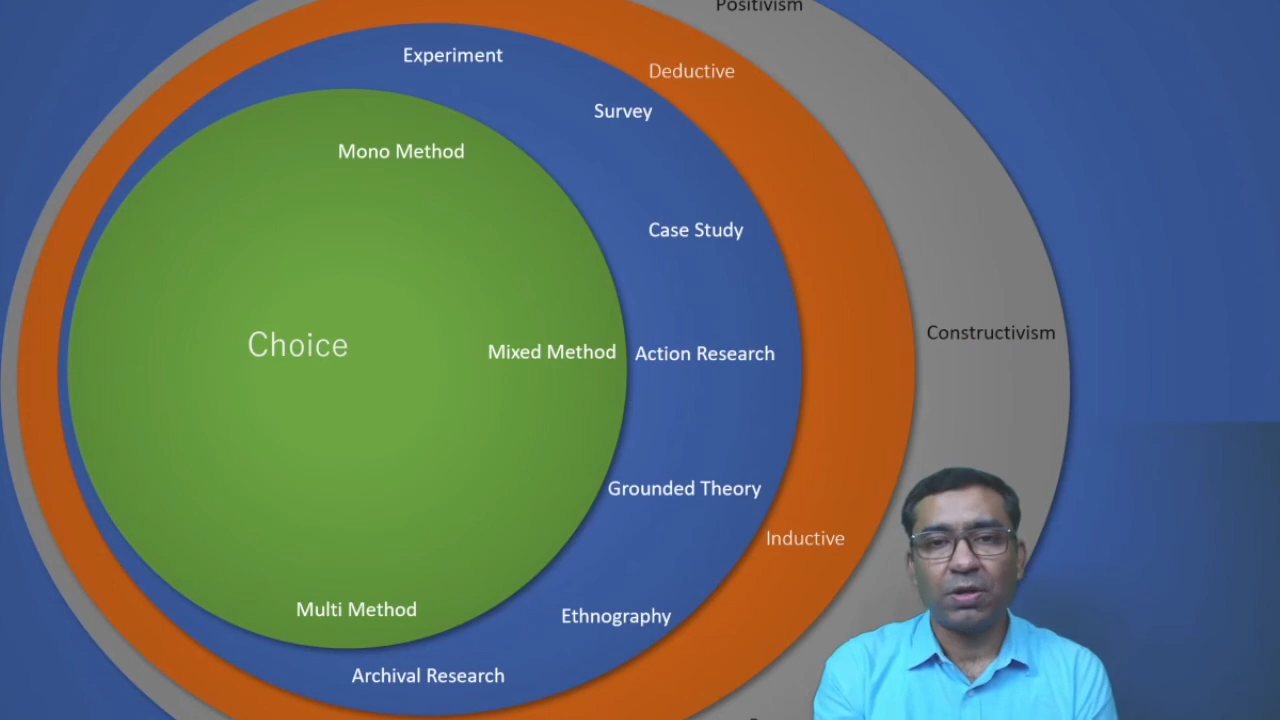 Positivism
Experiment
Deductive
Survey
Mono Method
Case Study
Constructivism
Choice
Mixed Method
Action Research
Grounded Theory
Inductive
Multi Method
Ethnography
Archival Research